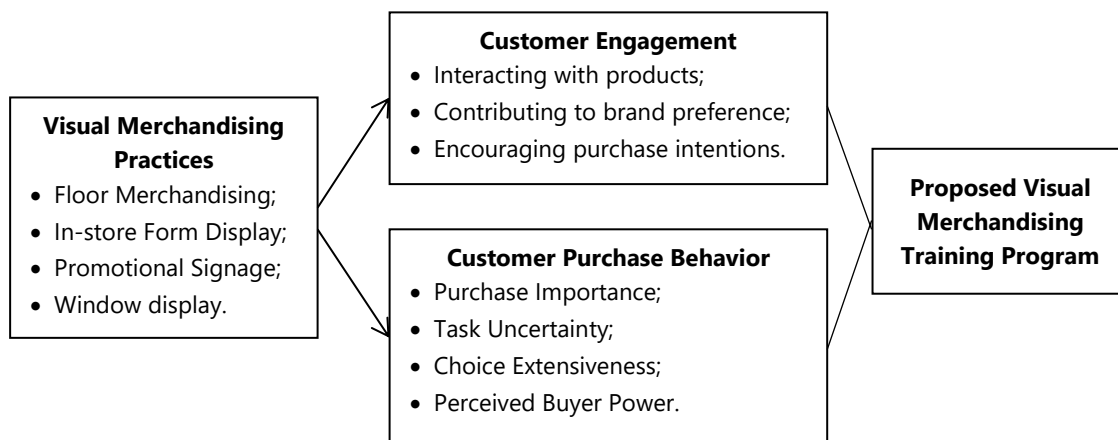 Visual Merchandising
Practices
• Floor Merchandising;
• In-store Form Display;
• Promotional Signage;
• Window display.
Customer Engagement
• Interacting with products;
• Contributing to brand preference;
• Encouraging purchase intentions.
Customer Purchase Behavior
• Purchase Importance;
• Task Uncertainty;
• Choice Extensiveness;
• Perceived Buyer Power.
Proposed Visual
Merchandising
Training Program